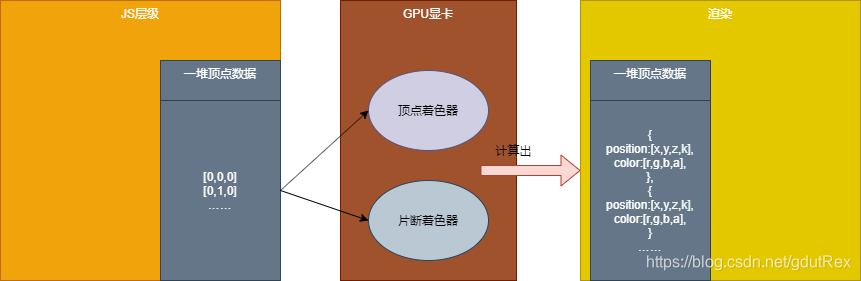 JS层级
一堆顶点数据
[0,0,0]
[0,1,0]
……
GPU显卡
顶点着色器
片断着色器
计算出
渲染
一堆顶点数据
{
position:[x,y,z,k],
color:[r,g,b,a],
},
{
position:[x,y,z,k],
color:[r,g,b,a],
}
……
https://blog.csdn.net/gdutRex